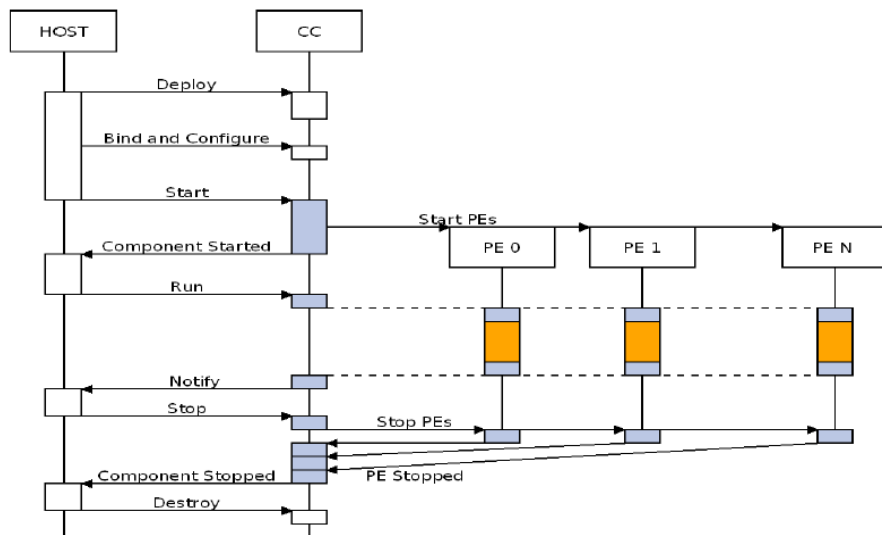 HOST
CC
Deploy
Bind and Configure
Start
Start PEs
Component Started
PE 0
PE 1
PE N
Run
Notify
Stop
Stop PEs
Component Stopped
PE Stopped
Destroy